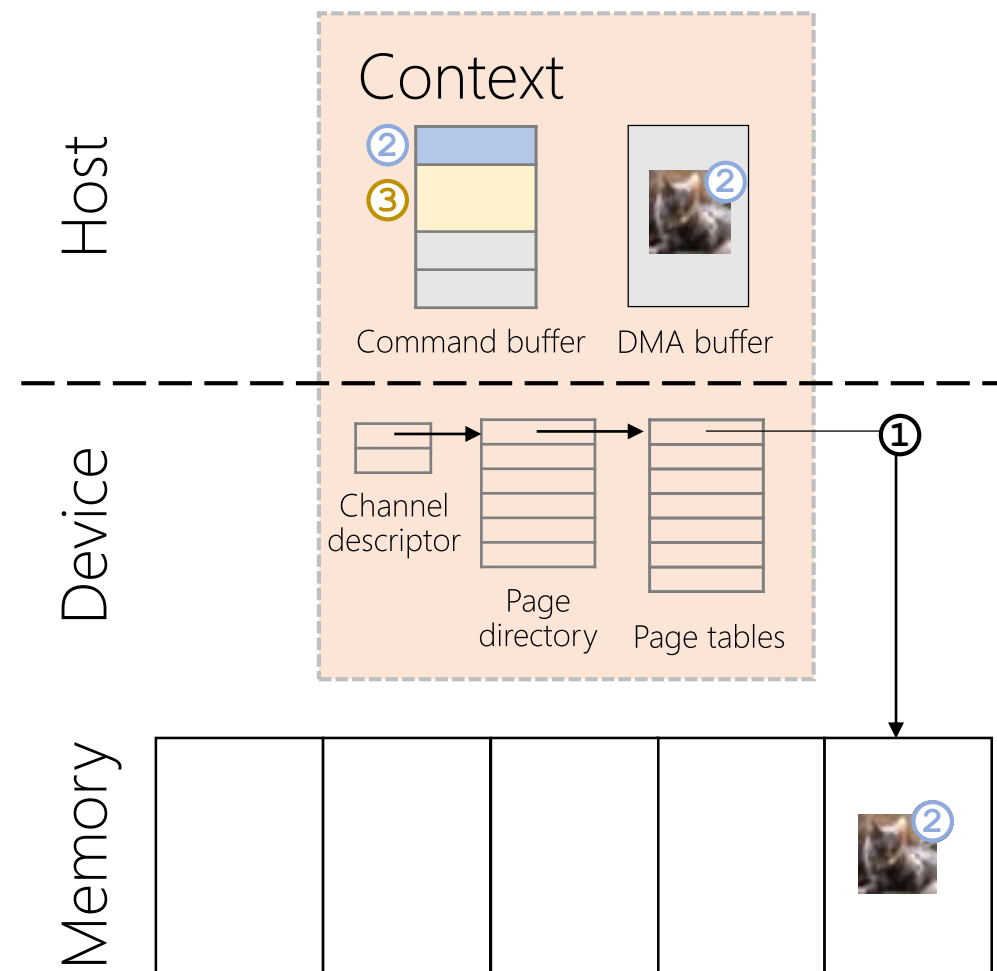 Host
Context
②
③
②
Command buffer
DMA buffer
Device
①
Channel
descriptor
Page
directory
Page tables
Memory
②